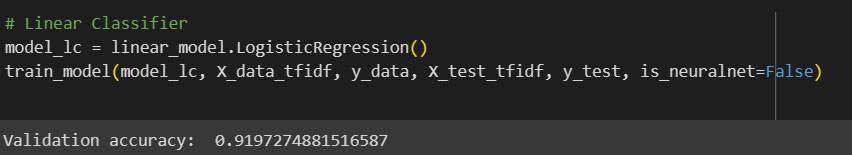 # Linear Classifier
model_lc = linear_model.LogisticRegression()
train_model(model_lc, X_data_tfidf, y_data, X_test_tfidf, y_test, is_neuralnet=False)
Validation accuracy:  0.9197274881516587